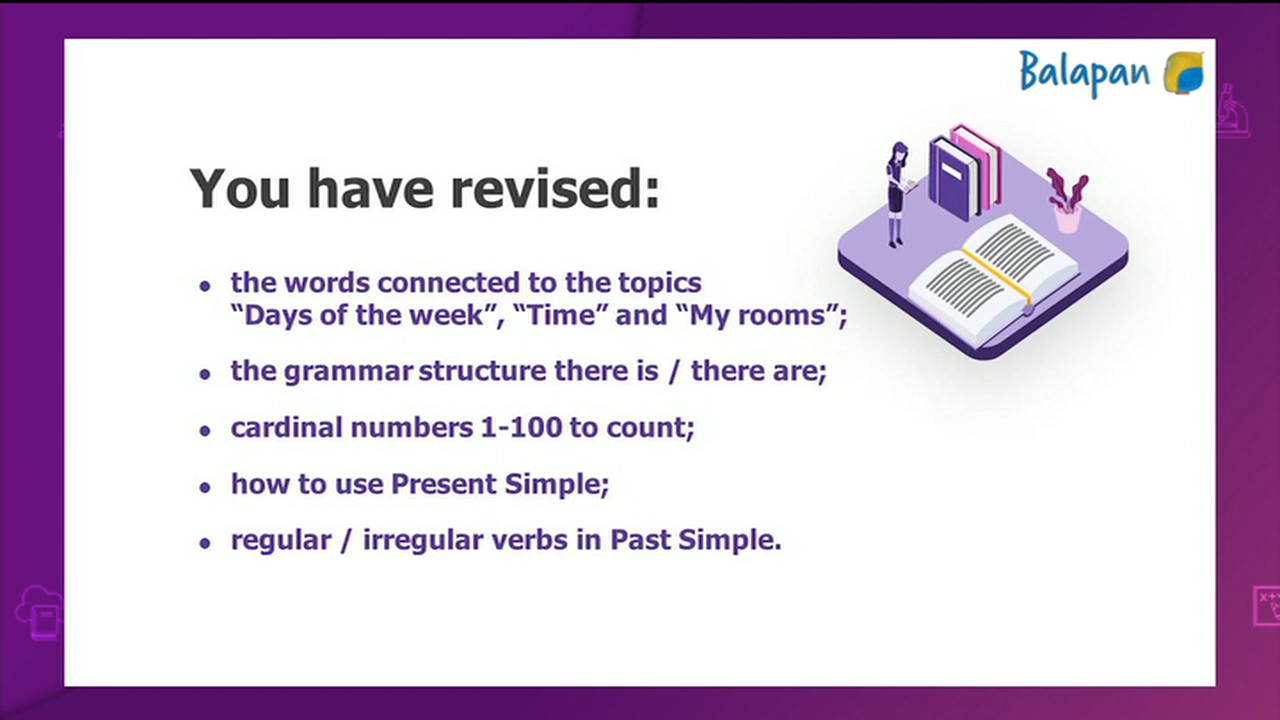 Balapan
You have revised:
• the words connected to the topics
“Days of the week”, “Time” and “My rooms”;
• the grammar structure there is / there are;
• cardinal numbers 1-100 to count;
• how to use Present Simple;
• regular / irregular verbs in Past Simple.